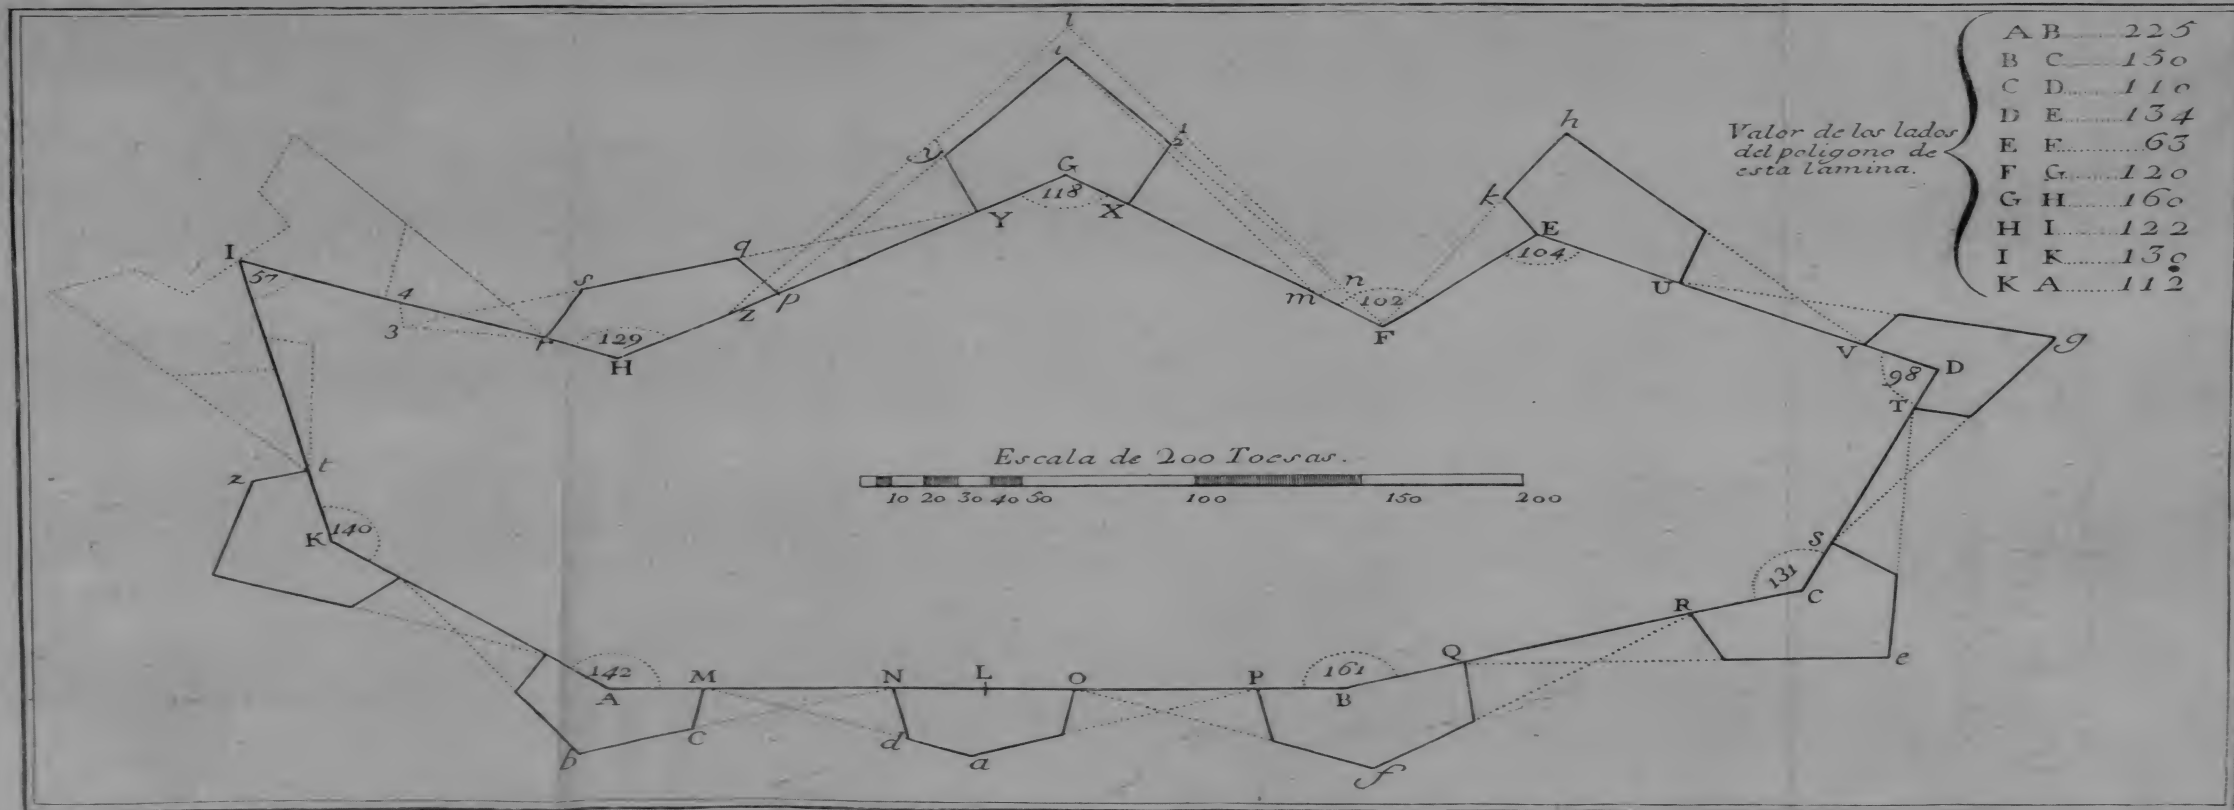 A B ........ 225
B C ........ 150
C D ........ 110
D E ........ 134
E F ........ 63
F G ........ 120
G H ........ 160
H I ........ 122
I K ........ 130
K A ........ 112
Valor de los lados
del poligono de
esta lamina.
l
i
h
y
1
2
G
118
k
I
57
q
s
Y
X
E
104
4
3
r
129
H
z
p
m
n
102
F
U
V
D
g
98
T
Escala de 200 Toesas.
10 20 30 40 50 100 150 200
z
t
K
140
S
131
C
R
e
142
A
M
N
L
O
P
161
B
Q
b
C
d
a
f